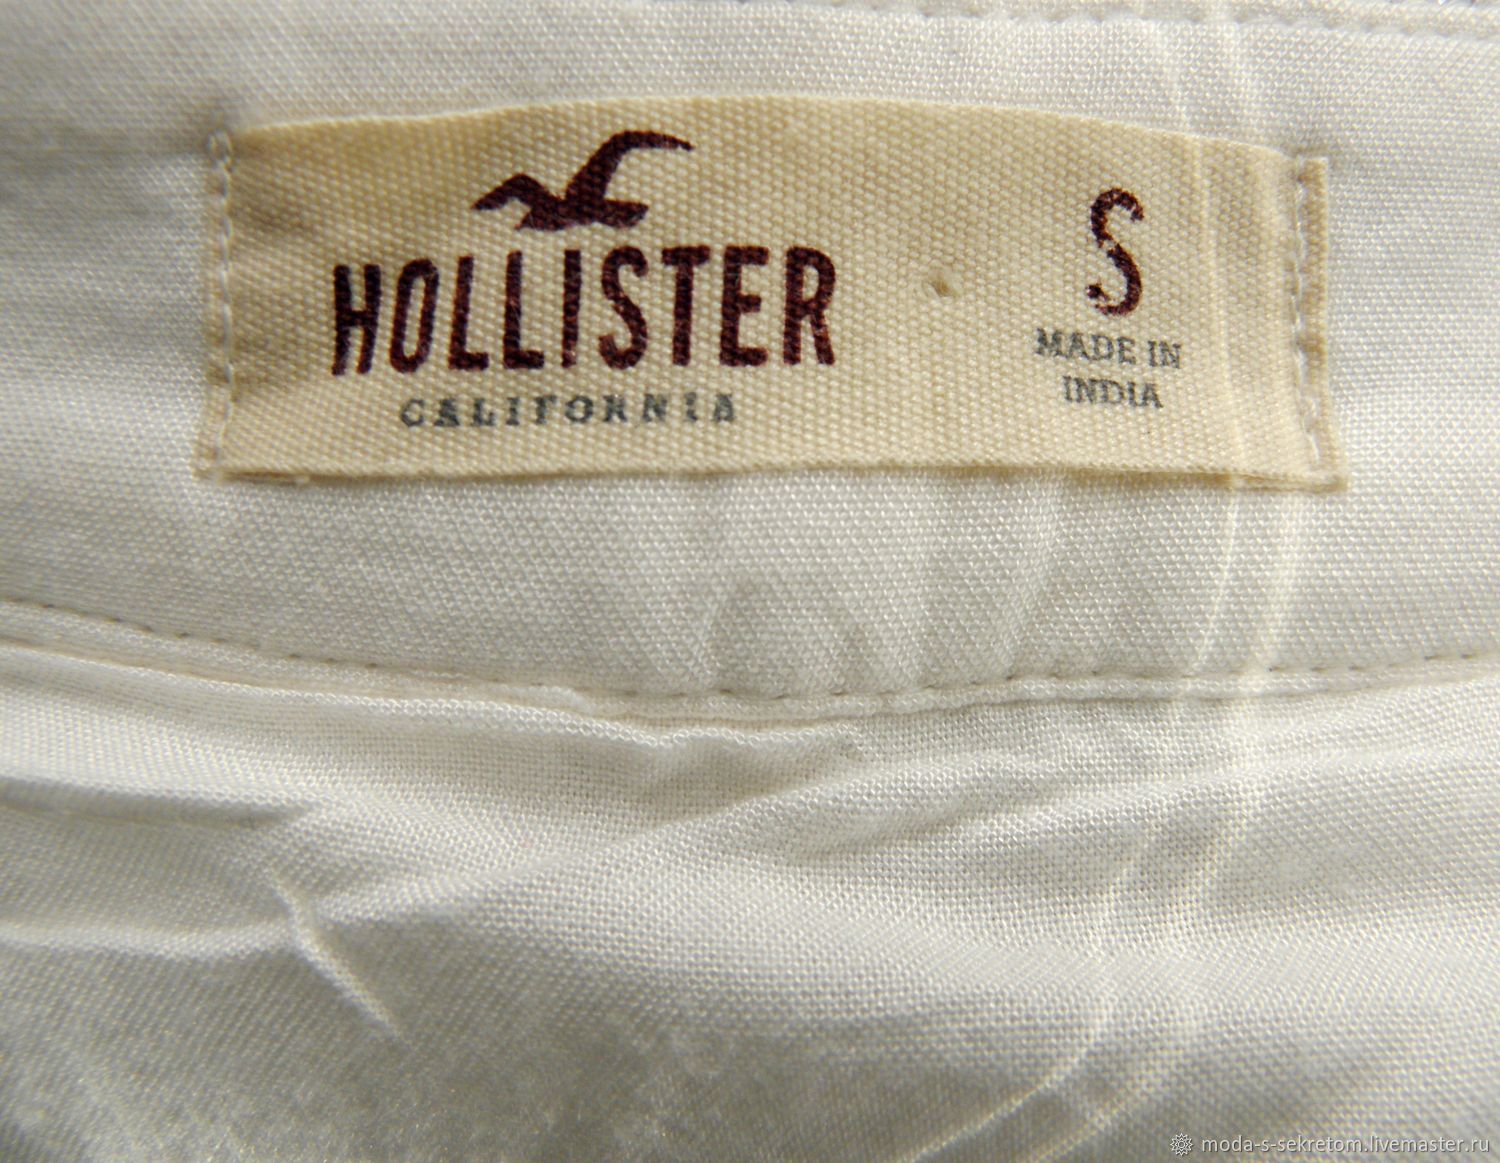 HOLLISTER
CALIFORNIA
S
MADE IN
INDIA
moda-s-sekretom.livemaster.ru